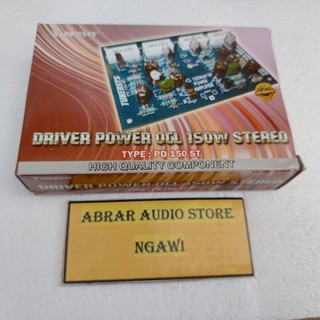 DRIVER POWER OCL 150W STEREO
TYPE : PD 150 ST
HIGH QUALITY COMPONENT
ABRAR AUDIO STORE
NGAWI